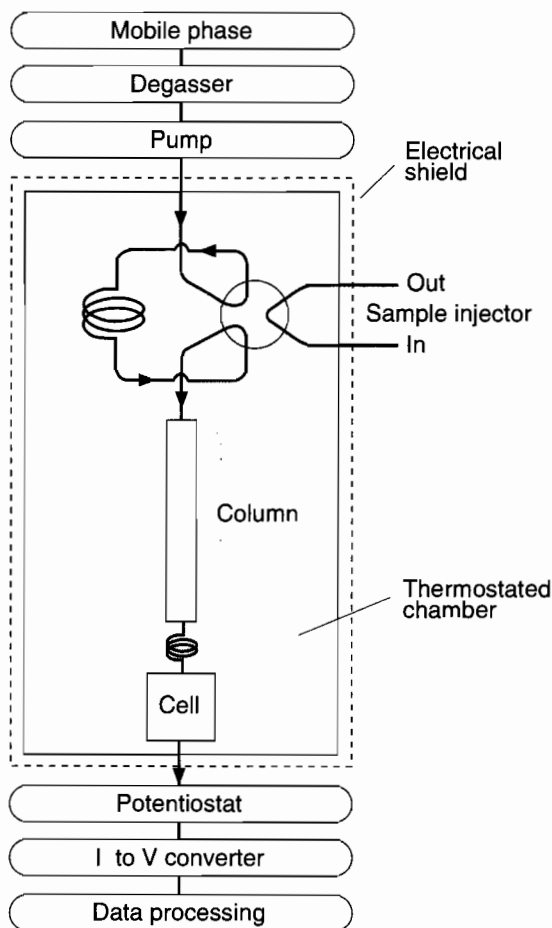 Mobile phase
Degasser
Pump
Electrical
shield
Out
Sample injector
In
Column
Thermostated
chamber
Cell
Potentiostat
I to V converter
Data processing